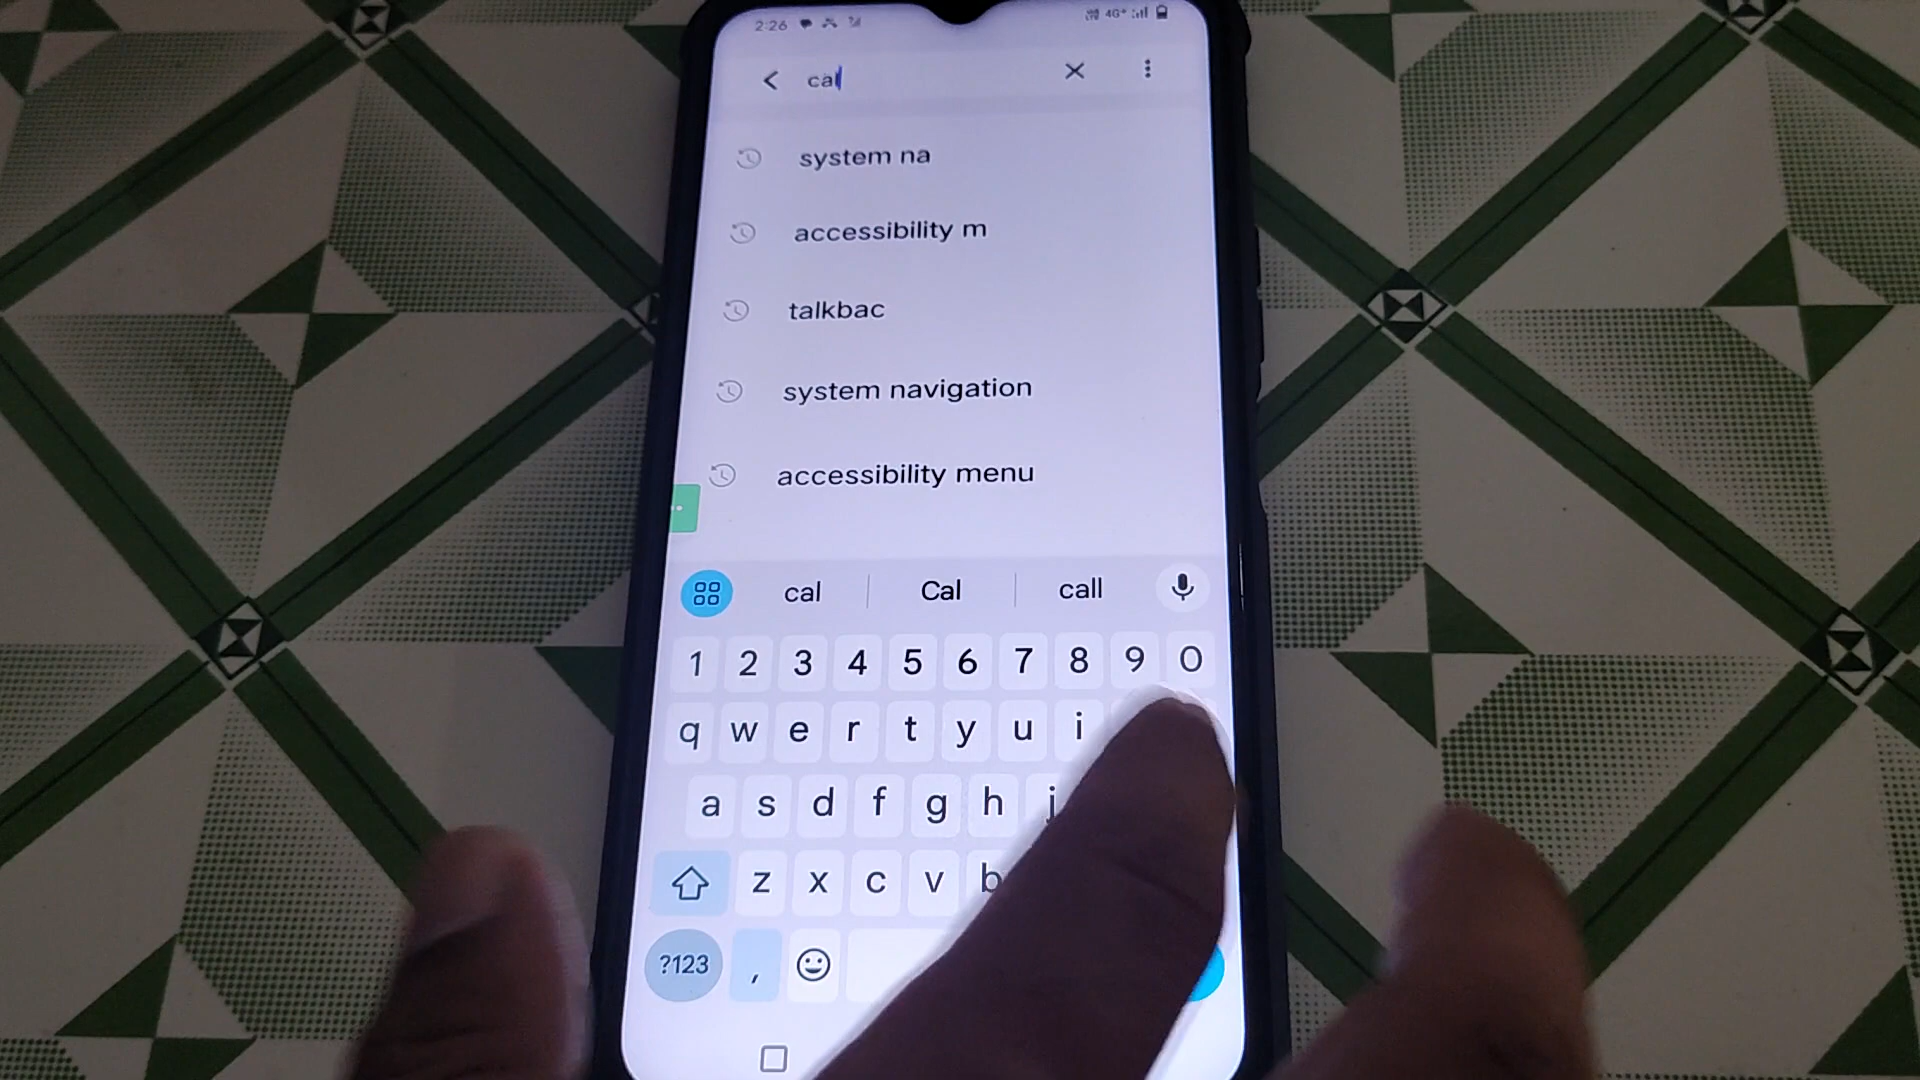 2:26 4G+
cal
system na
accessibility m
talkbac
system navigation
accessibility menu
cal Cal call
1 2 3 4 5 6 7 8 9 0
q w e r t y u i
a s d f g h j
z x c v b
?123 ,